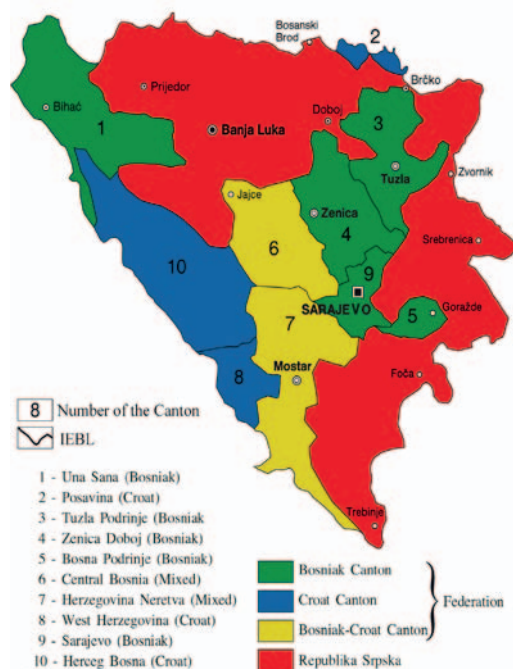 Bosanski
Brod
2
Brčko
Prijedor
Bihać
Doboj
1
Banja Luka
3
Tuzla
Zvornik
Jajce
Zenica
4
Srebrenica
6
9
10
SARAJEVO
Goražde
5
7
Mostar
Foča
8
Trebinje
8 Number of the Canton
IEBL
1 - Una Sana (Bosniak)
2 - Posavina (Croat)
3 - Tuzla Podrinje (Bosniak
4 - Zenica Doboj (Bosniak)
5 - Bosna Podrinje (Bosniak)
6 - Central Bosnia (Mixed)
7 - Herzegovina Neretva (Mixed)
8 - West Herzegovina (Croat)
9 - Sarajevo (Bosniak)
10 - Herceg Bosna (Croat)
Bosniak Canton
Croat Canton
Bosniak-Croat Canton
Federation
Republika Srpska